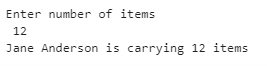 Enter number of items
12
Jane Anderson is carrying 12 items